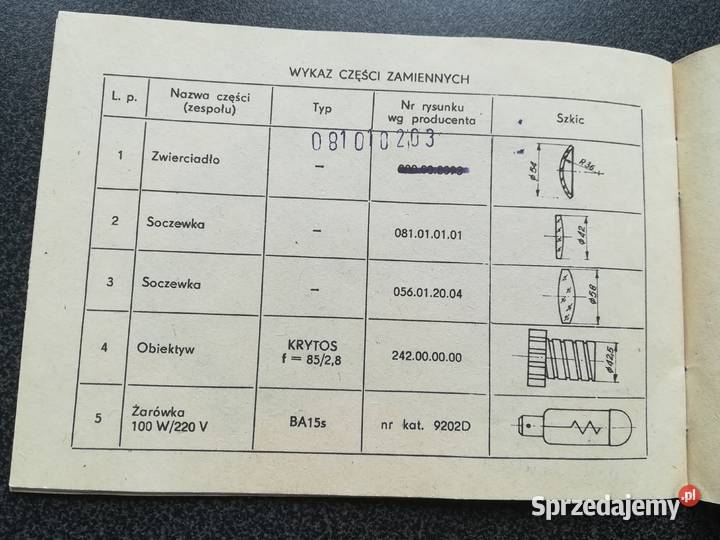 WYKAZ CZĘŚCI ZAMIENNYCH
L. p. Nazwa części (zespołu) Typ Nr rysunku wg producenta Szkic
081010203
1 Zwierciadło – ø54 R36
2 Soczewka – 081.01.01.01 ø42
3 Soczewka – 056.01.20.04 ø58
4 Obiektyw KRYTOS f = 85/2,8 242.00.00.00 ø42,5
5 Żarówka 100 W/220 V BA15s nr kat. 9202D
Sprzedajemy.pl